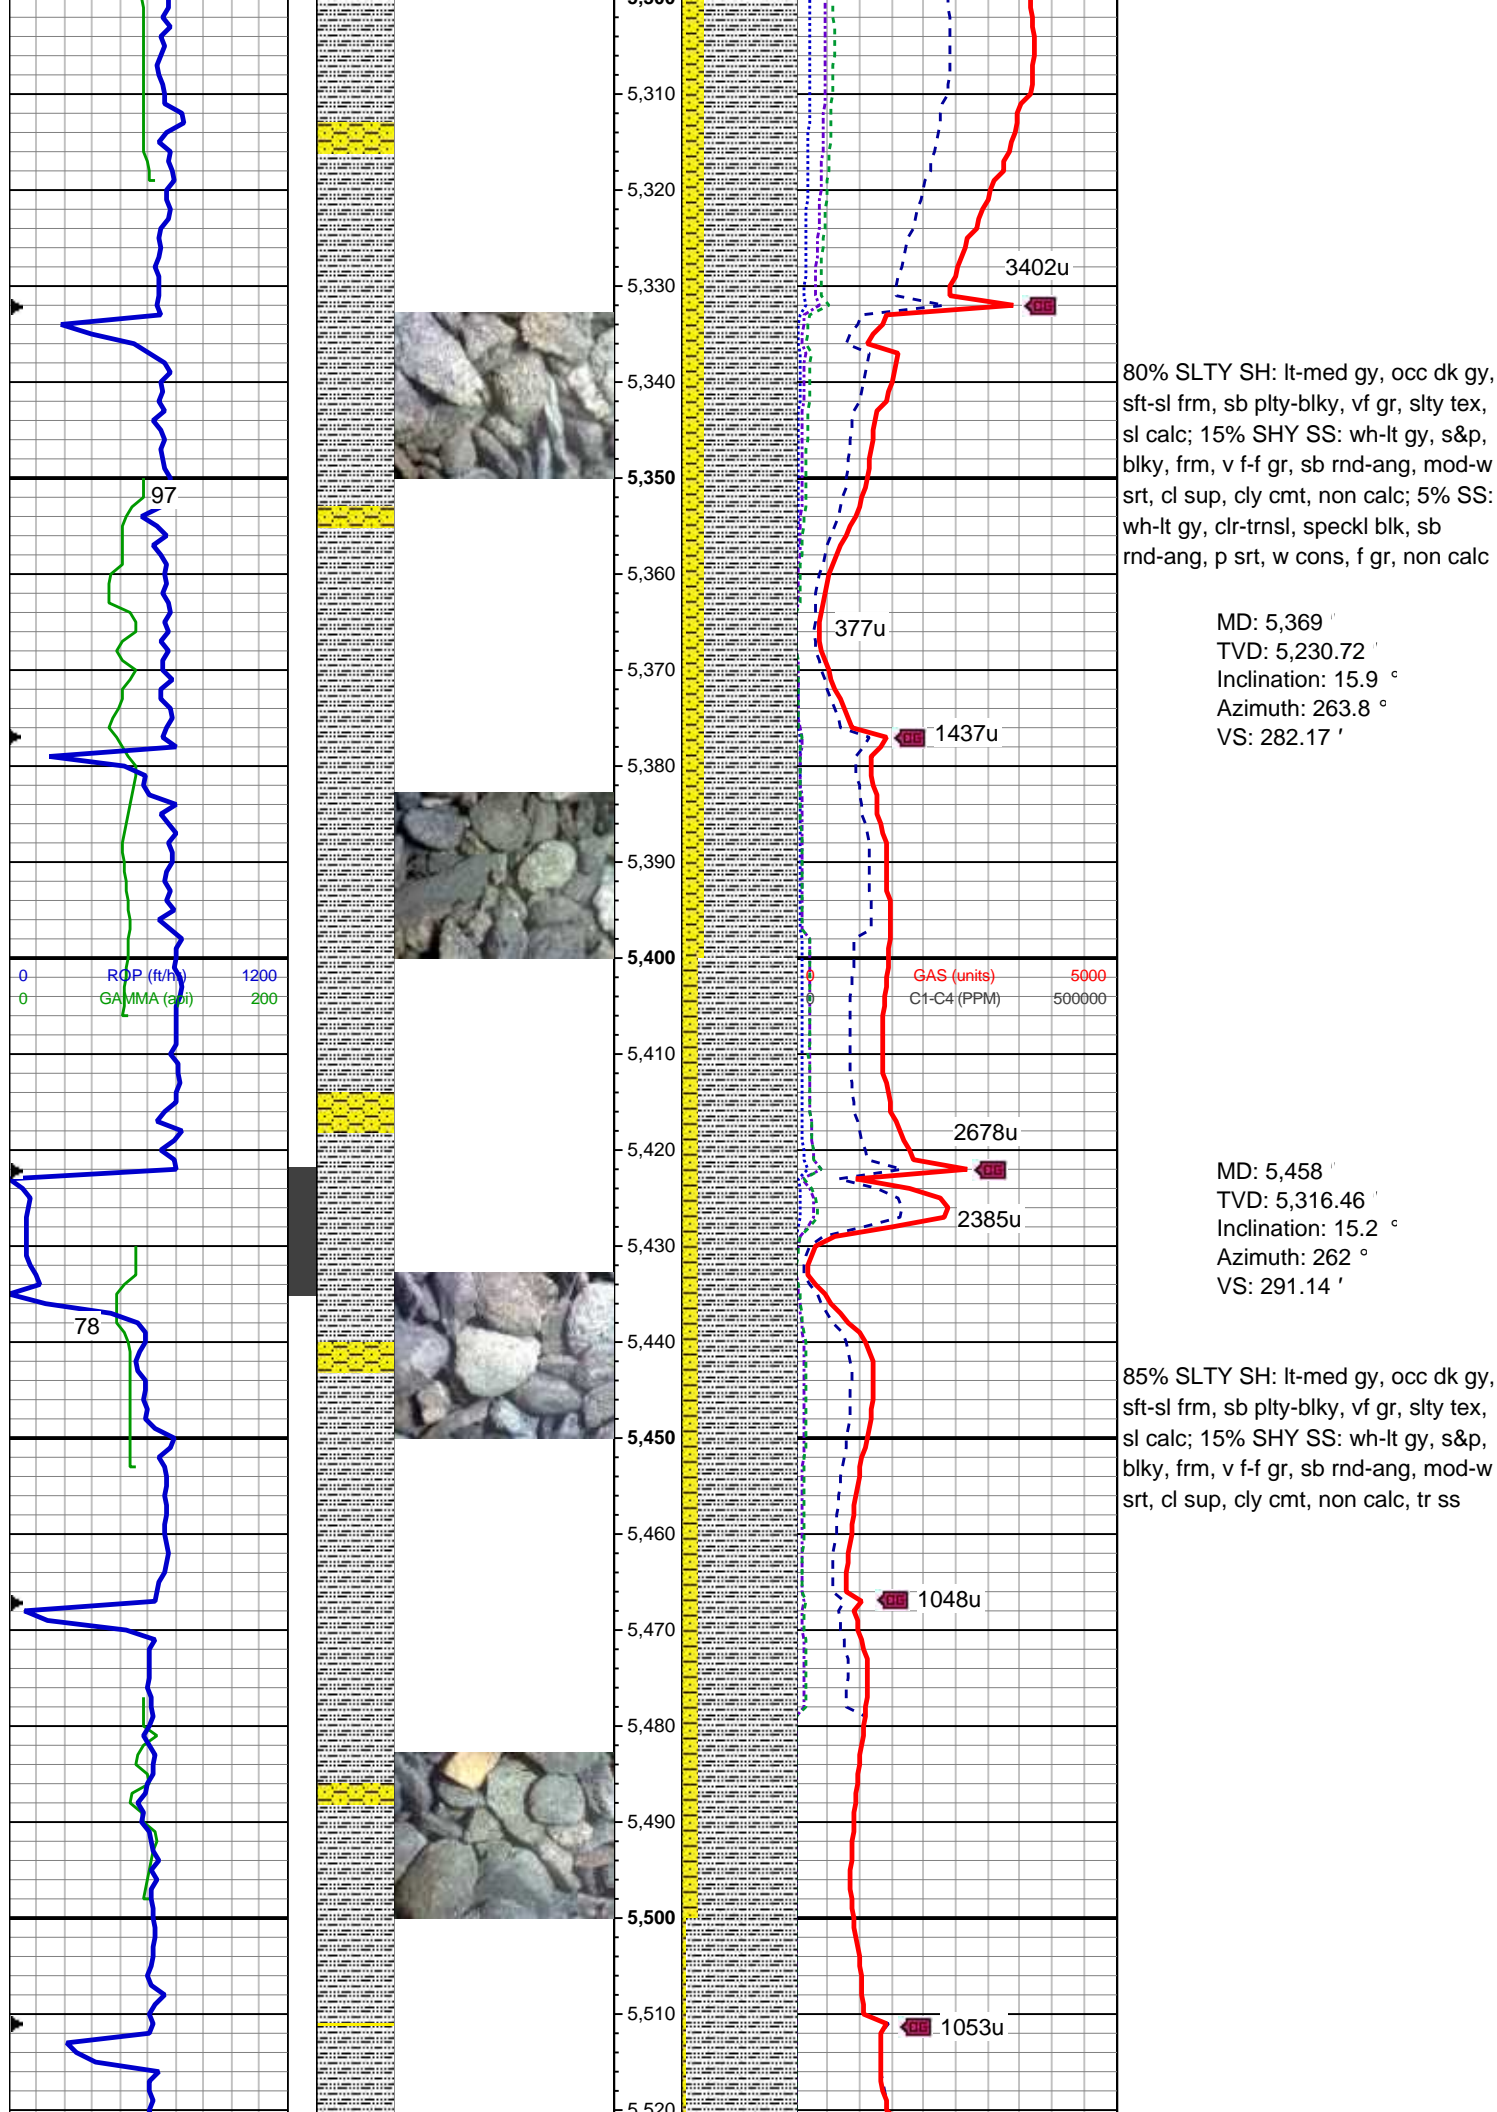 5,310
5,320
3402u
5,330
CG
5,340
80% SLTY SH: lt-med gy, occ dk gy,
sft-sl frm, sb plty-blky, vf gr, slty tex,
sl calc; 15% SHY SS: wh-lt gy, s&p,
blky, frm, v f-f gr, sb rnd-ang, mod-w
srt, cl sup, cly cmt, non calc; 5% SS:
wh-lt gy, clr-trnsl, speckl blk, sb
rnd-ang, p srt, w cons, f gr, non calc
5,350
97
5,360
377u
MD: 5,369 '
TVD: 5,230.72 '
Inclination: 15.9 °
Azimuth: 263.8 °
VS: 282.17 '
5,370
CG 1437u
5,380
5,390
5,400
0 ROP (ft/hr) 1200
0 GAMMA (api) 200
0 GAS (units) 5000
0 C1-C4 (PPM) 500000
5,410
2678u
5,420
CG
2385u
MD: 5,458 '
TVD: 5,316.46 '
Inclination: 15.2 °
Azimuth: 262 °
VS: 291.14 '
5,430
78
5,440
85% SLTY SH: lt-med gy, occ dk gy,
sft-sl frm, sb plty-blky, vf gr, slty tex,
sl calc; 15% SHY SS: wh-lt gy, s&p,
blky, frm, v f-f gr, sb rnd-ang, mod-w
srt, cl sup, cly cmt, non calc, tr ss
5,450
5,460
CG 1048u
5,470
5,480
5,490
5,500
5,510
CG 1053u
5,520